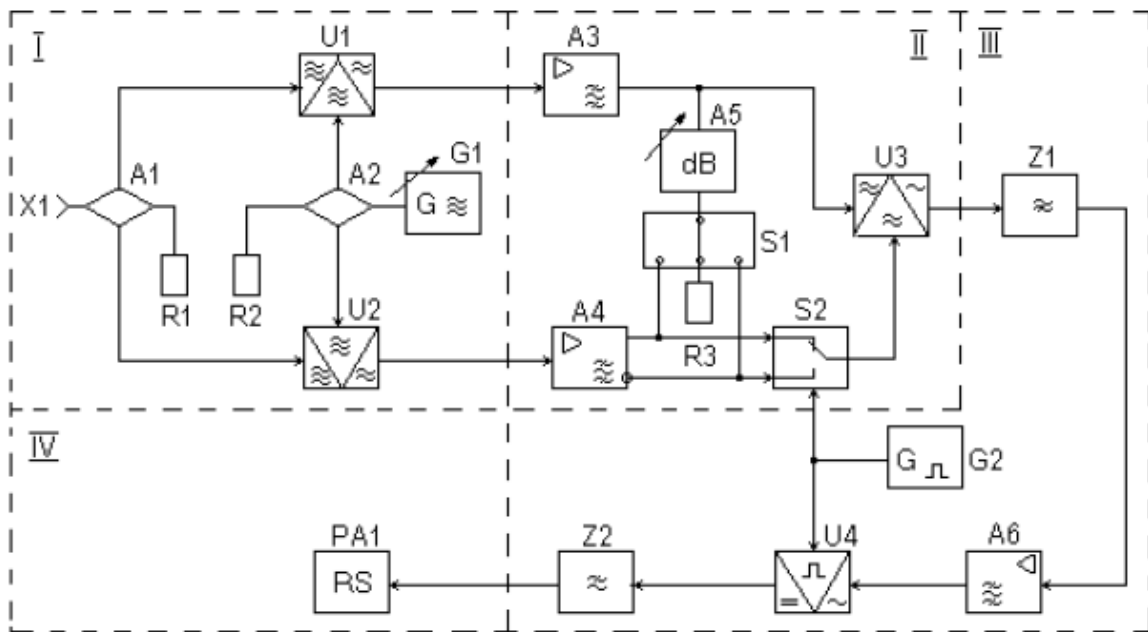 I
U1
A3
II
III
A5
G1
dB
U3
Z1
A1
A2
X1
G
S1
R1
R2
U2
A4
S2
R3
IV
G
G2
PA1
Z2
U4
A6
RS